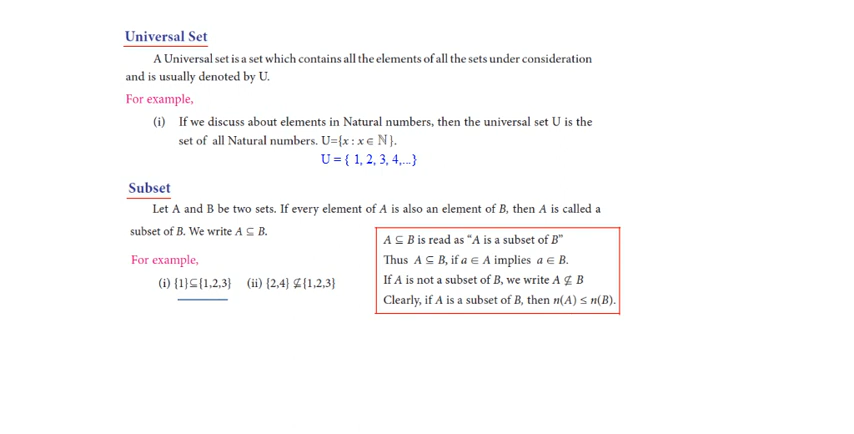 Universal Set
A Universal set is a set which contains all the elements of all the sets under consideration
and is usually denoted by U.
For example,
(i) If we discuss about elements in Natural numbers, then the universal set U is the
set of all Natural numbers. U={x : x ∈ ℕ}.
U = { 1, 2, 3, 4,...}
Subset
Let A and B be two sets. If every element of A is also an element of B, then A is called a
subset of B. We write A ⊆ B.
For example,
(i) {1}⊆{1,2,3} (ii) {2,4} ⊈{1,2,3}
A ⊆ B is read as “A is a subset of B”
Thus A ⊆ B, if a ∈ A implies a ∈ B.
If A is not a subset of B, we write A ⊈ B
Clearly, if A is a subset of B, then n(A) ≤ n(B).